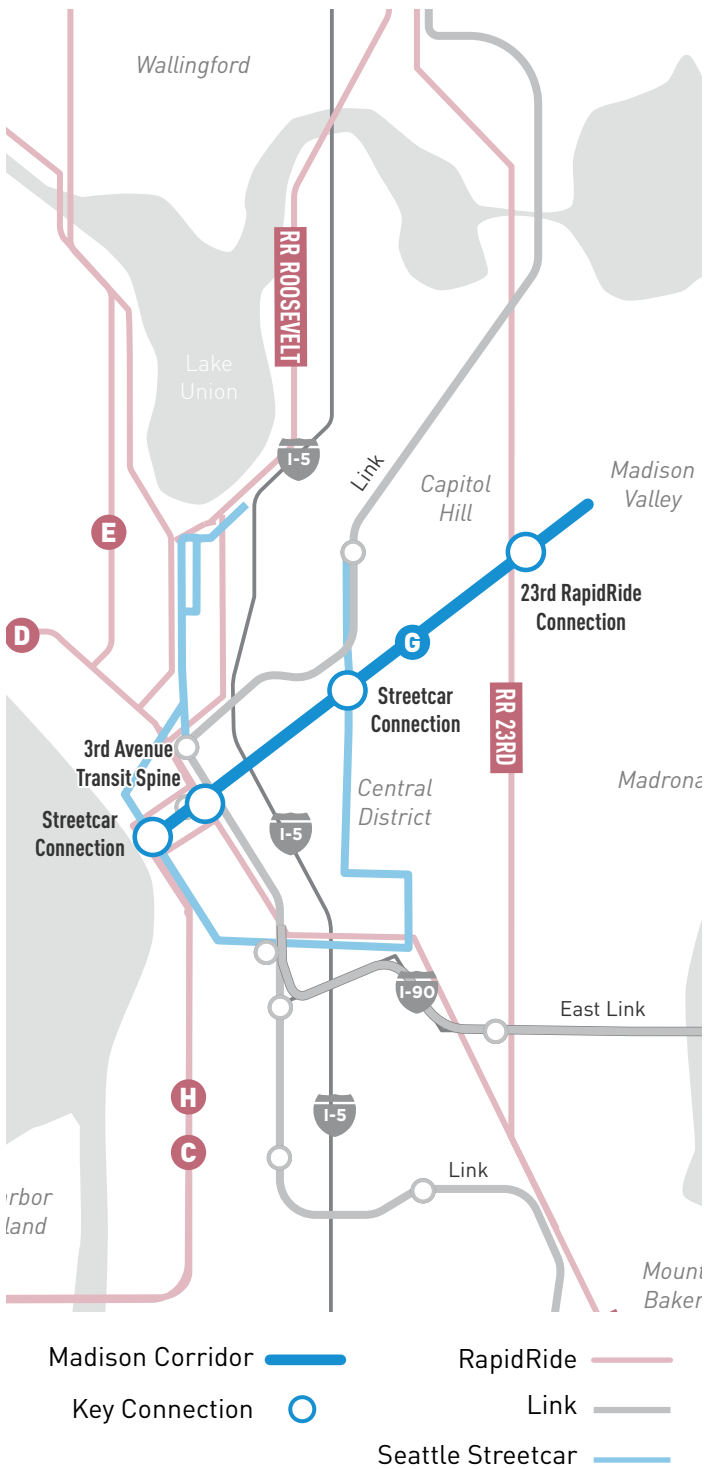 Wallingford
RR ROOSEVELT
Lake
Union
I-5
Link
Capitol
Hill
Madison
Valley
E
23rd RapidRide
Connection
D
G
Streetcar
Connection
RR 23RD
3rd Avenue
Transit Spine
Madrona
Central
District
Streetcar
Connection
I-5
I-90
East Link
H
I-5
C
Link
rbor
land
Mount
Baker
Madison Corridor
RapidRide
Key Connection
Link
Seattle Streetcar